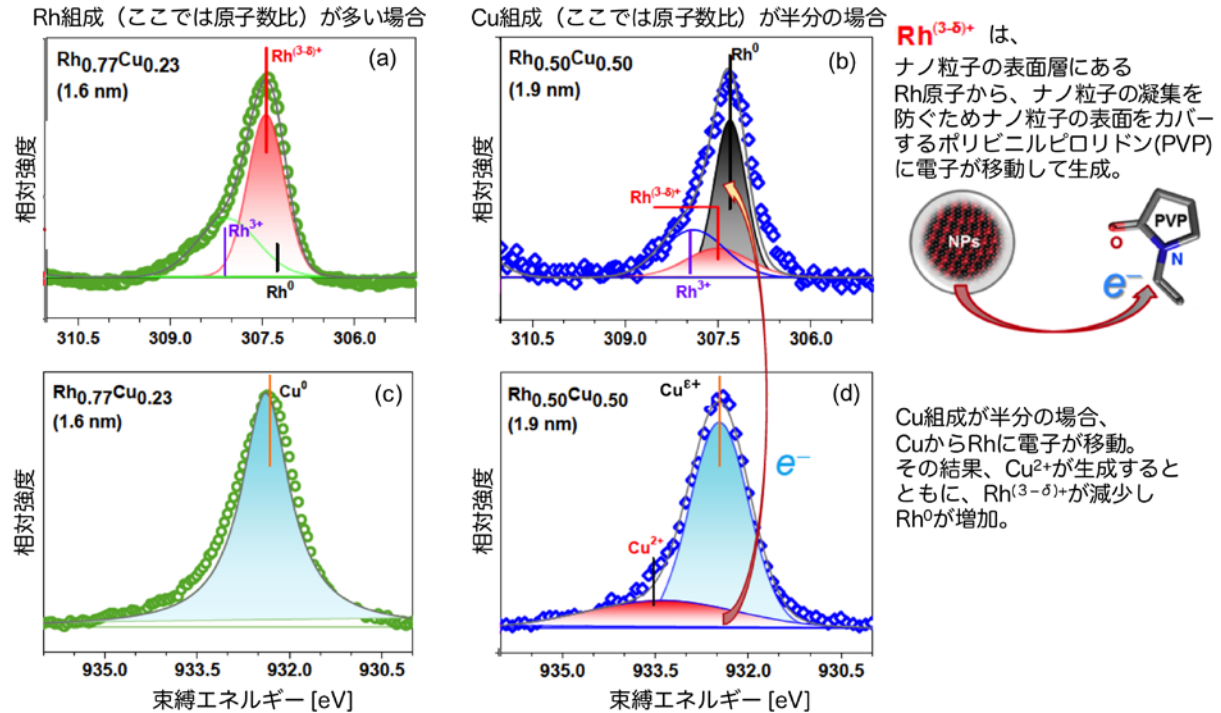 Rh組成（ここでは原子数比）が多い場合
Cu組成（ここでは原子数比）が半分の場合
Rh0.77Cu0.23
(1.6 nm)
Rh(3-δ)+
(a)
Rh3+
Rh0
相対強度
310.5 309.0 307.5 306.0
Rh0.50Cu0.50
(1.9 nm)
Rh0
(b)
Rh(3-δ)+
Rh3+
相対強度
310.5 309.0 307.5 306.0
Rh(3-δ)+ は、
ナノ粒子の表面層にある
Rh原子から、ナノ粒子の凝集を
防ぐためナノ粒子の表面をカバー
するポリビニルピロリドン(PVP)
に電子が移動して生成。
NPs
PVP
O
N
e−
Rh0.77Cu0.23
(1.6 nm)
Cu0
(c)
相対強度
935.0 933.5 932.0 930.5
束縛エネルギー [eV]
Rh0.50Cu0.50
(1.9 nm)
Cuε+
(d)
Cu2+
e−
相対強度
935.0 933.5 932.0 930.5
束縛エネルギー [eV]
Cu組成が半分の場合、
CuからRhに電子が移動。
その結果、Cu2+が生成すると
ともに、Rh(3−δ)+が減少し
Rh0が増加。